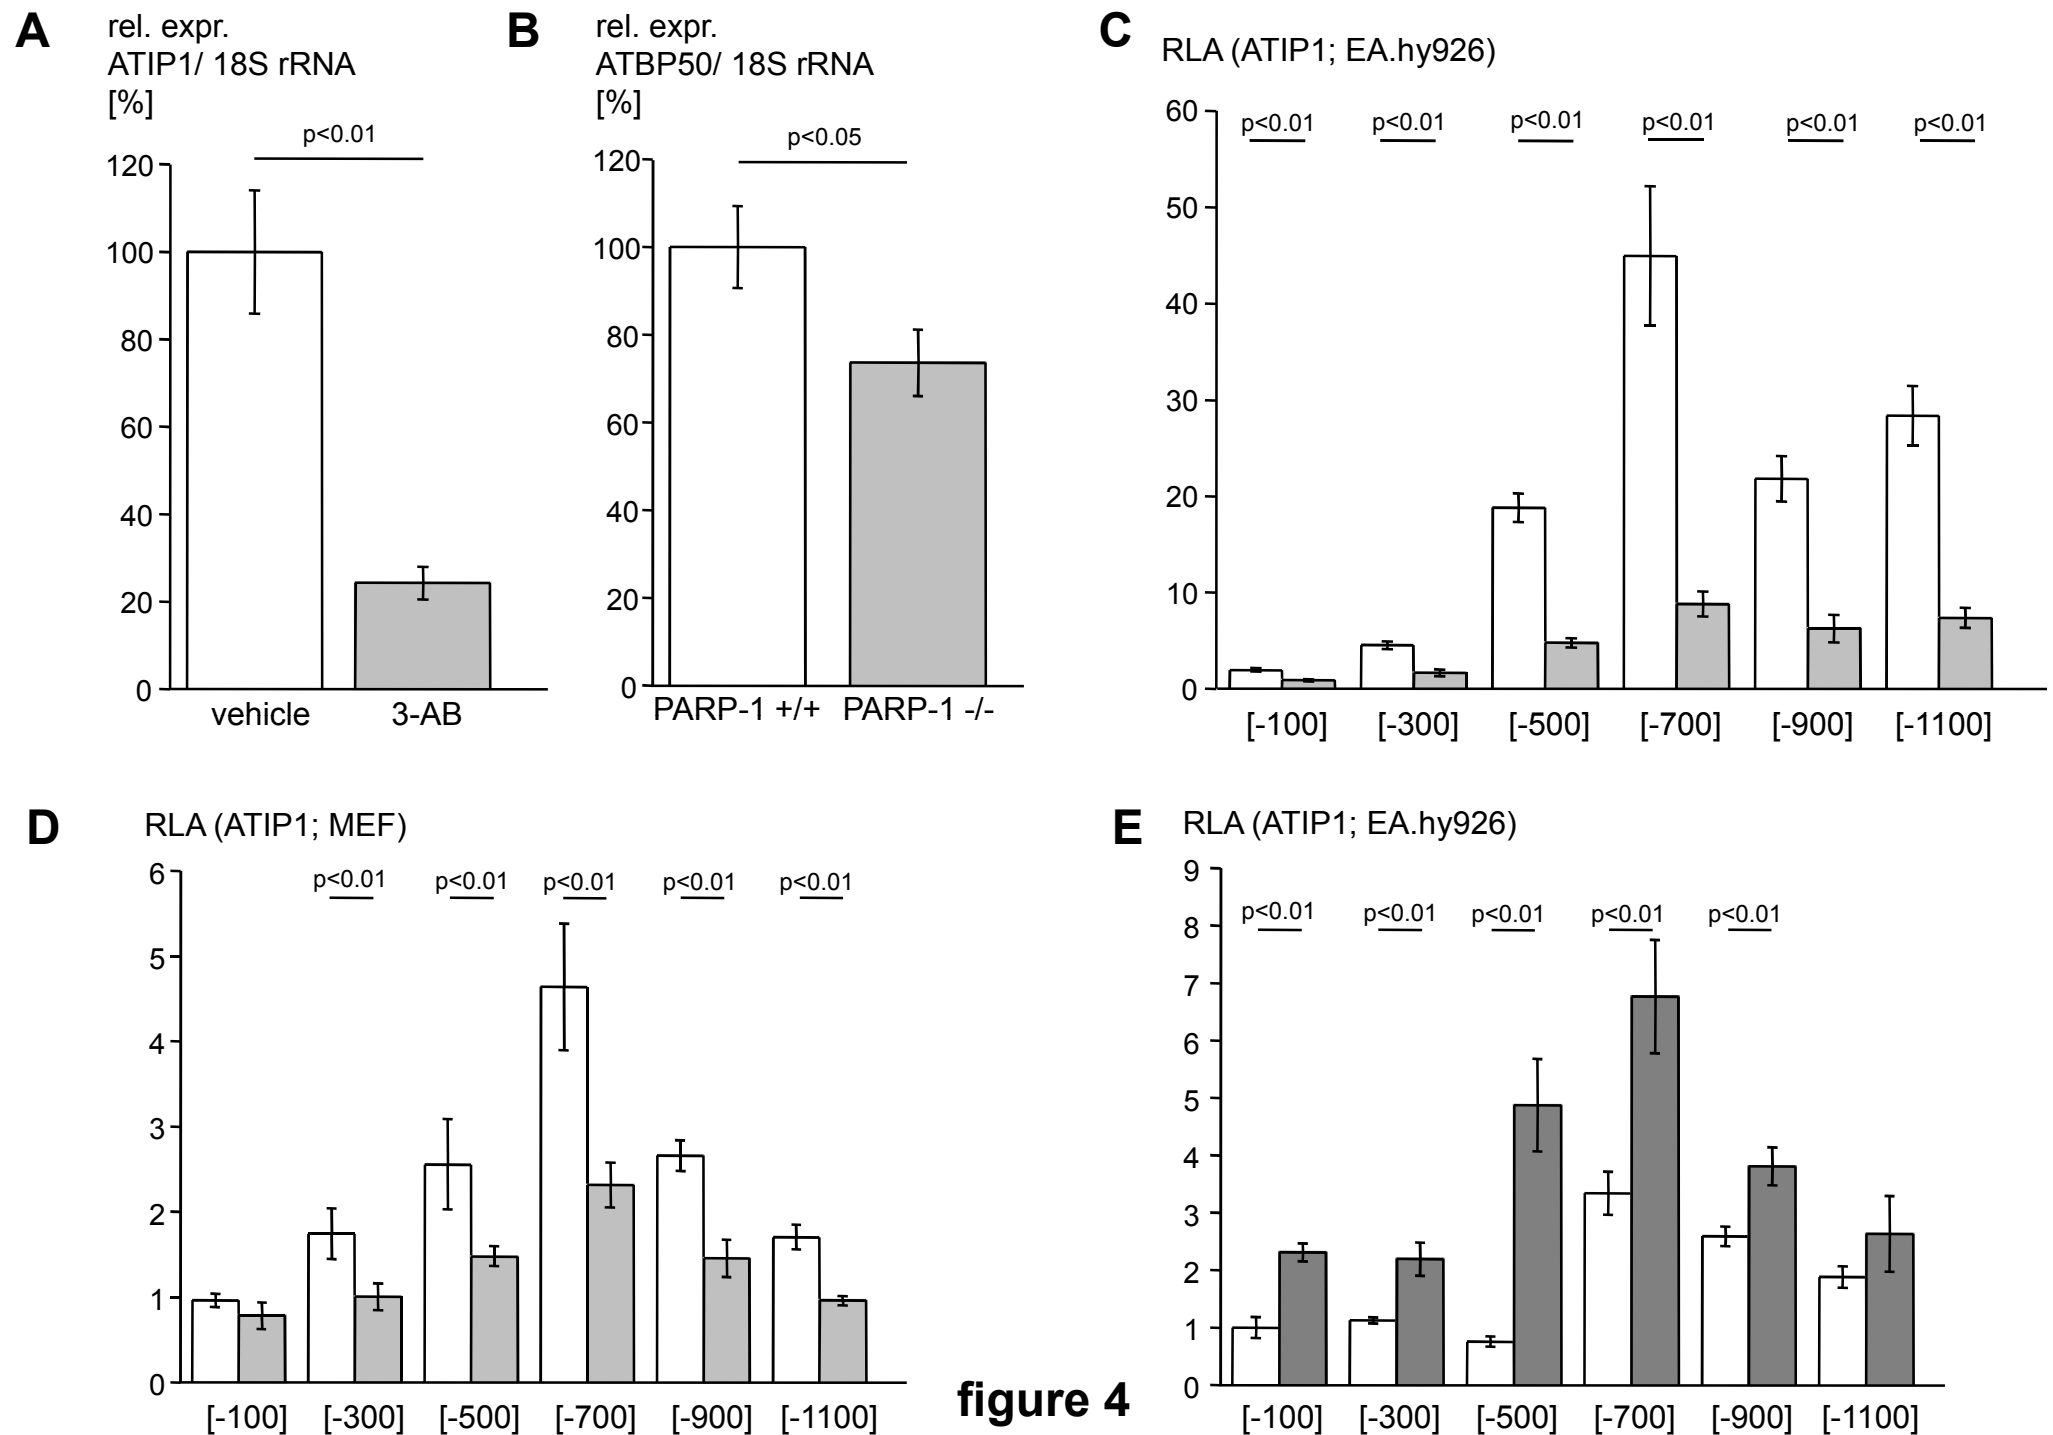 A
rel. expr.
ATIP1/ 18S rRNA
[%]
p<0.01
120
100
80
60
40
20
0
vehicle 3-AB
B
rel. expr.
ATBP50/ 18S rRNA
[%]
p<0.05
120
100
80
60
40
20
0
PARP-1 +/+ PARP-1 -/-
C
RLA (ATIP1; EA.hy926)
60
50
40
30
20
10
0
p<0.01 p<0.01 p<0.01 p<0.01 p<0.01 p<0.01
[-100] [-300] [-500] [-700] [-900] [-1100]
D
RLA (ATIP1; MEF)
6
5
4
3
2
1
0
p<0.01 p<0.01 p<0.01 p<0.01 p<0.01
[-100] [-300] [-500] [-700] [-900] [-1100]
E
RLA (ATIP1; EA.hy926)
9
8
7
6
5
4
3
2
1
0
p<0.01 p<0.01 p<0.01 p<0.01 p<0.01
[-100] [-300] [-500] [-700] [-900] [-1100]
figure 4